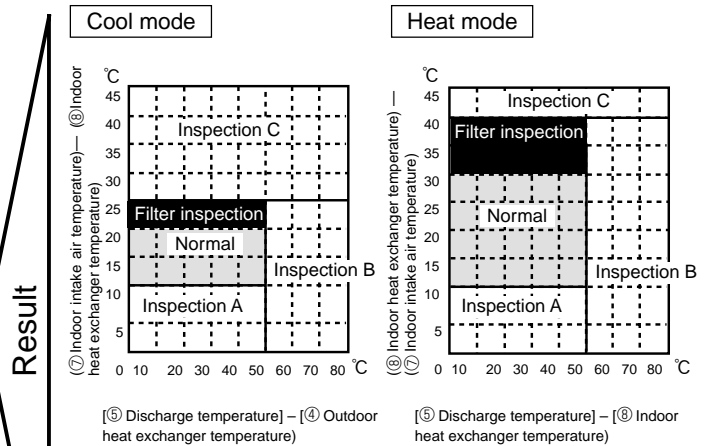 Cool mode
Heat mode
Result
(⑦Indoor intake air temperature)— (⑧Indoor
heat exchanger temperature)
℃
45
40
35
30
25
20
15
10
5
0 10 20 30 40 50 60 70 80 ℃
Inspection C
Filter inspection
Normal
Inspection B
Inspection A
[⑤ Discharge temperature] – [④ Outdoor
heat exchanger temperature)
(⑧ Indoor heat exchanger temperature) —
(⑦ Indoor intake air temperature)
℃
45
40
35
30
25
20
15
10
5
0 10 20 30 40 50 60 70 80 ℃
Inspection C
Filter inspection
Normal
Inspection B
Inspection A
[⑤ Discharge temperature] – [⑧ Indoor
heat exchanger temperature)